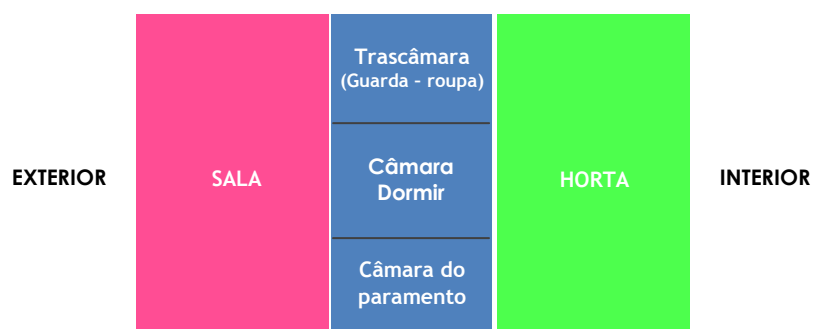 Trascâmara
(Guarda – roupa)
EXTERIOR
SALA
Câmara
Dormir
HORTA
INTERIOR
Câmara do
paramento